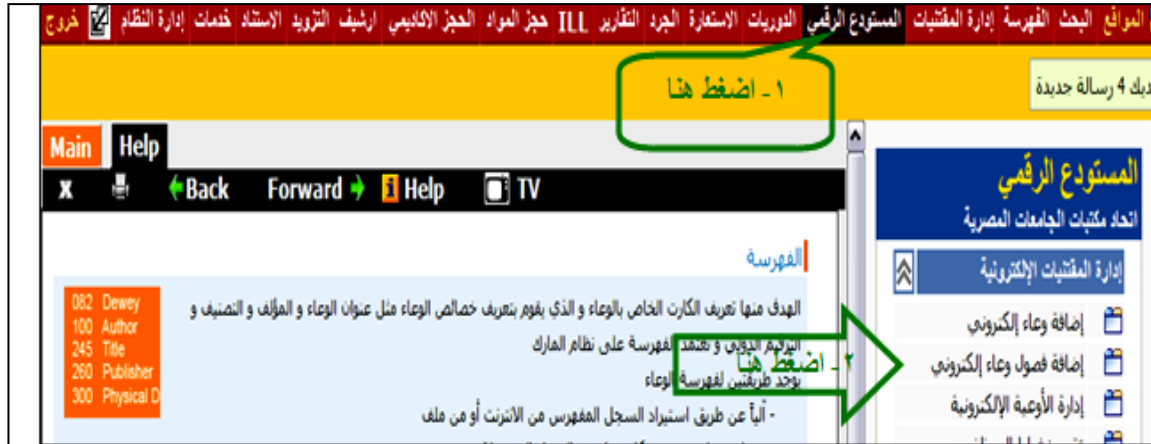 المواقع البحث الفهرسة إدارة المقتنيات المستودع الرقمي الدوريات الاستعارة الجرد التقارير ILL حجز المواد الحجز الاكاديمي ارشيف التزويد الاستناد خدمات إدارة النظام خروج
١ - اضغط هنا
ديك 4 رسالة جديدة
Main Help
x Back Forward Help TV
المستودع الرقمي
اتحاد مكتبات الجامعات المصرية
إدارة المقتنيات الإلكترونية
إضافة وعاء إلكتروني
إضافة فصول وعاء إلكتروني
إدارة الأوعية الإلكترونية
الفهرسة
الهدف منها تعريف الكارت الخاص بالوعاء و الذي يقوم بتعريف خصائص الوعاء مثل عنوان الوعاء و المؤلف و التصنيف و
الترقيم الدولي و تعتمد الفهرسة على نظام المارك
يوجد طريقتين لفهرسة الوعاء
- آلياً عن طريق استيراد السجل المفهرس من الانترنت أو من ملف
082 Dewey
100 Author
245 Title
260 Publisher
300 Physical D
٢ - اضغط هنا